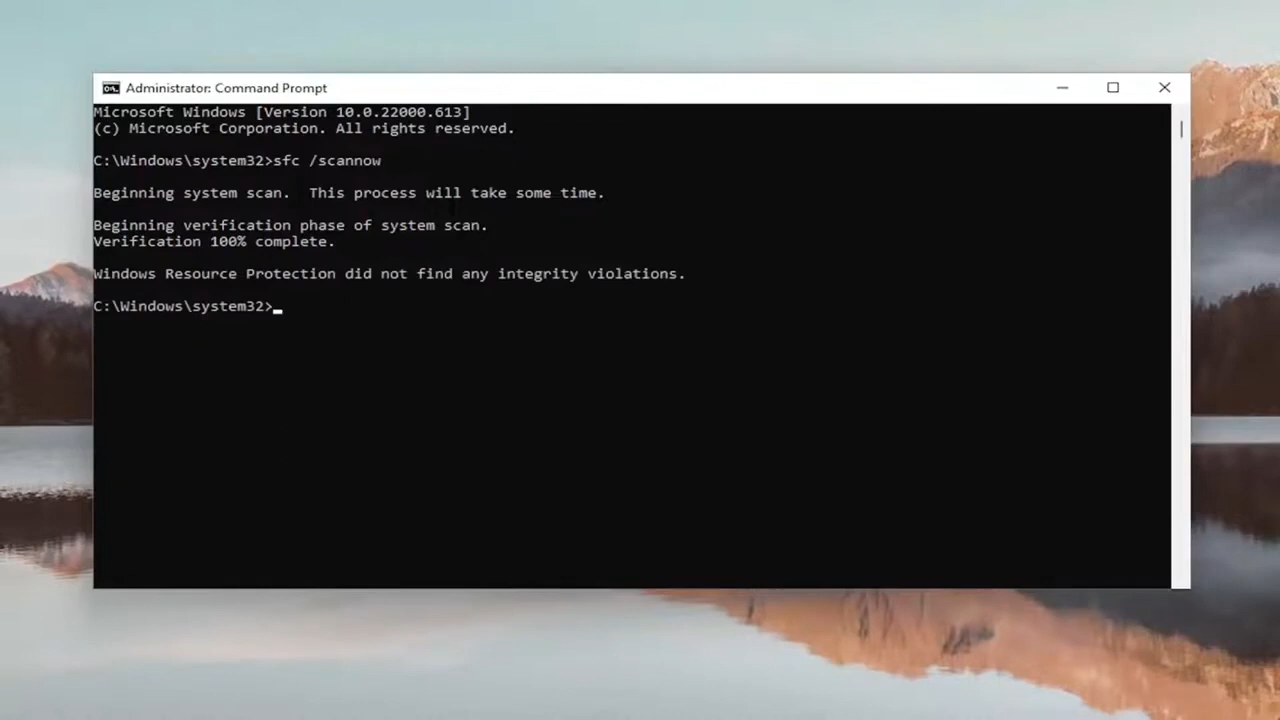 Administrator: Command Prompt
Microsoft Windows [Version 10.0.22000.613]
(c) Microsoft Corporation. All rights reserved.
C:\Windows\system32>sfc /scannow
Beginning system scan.  This process will take some time.
Beginning verification phase of system scan.
Verification 100% complete.
Windows Resource Protection did not find any integrity violations.
C:\Windows\system32>